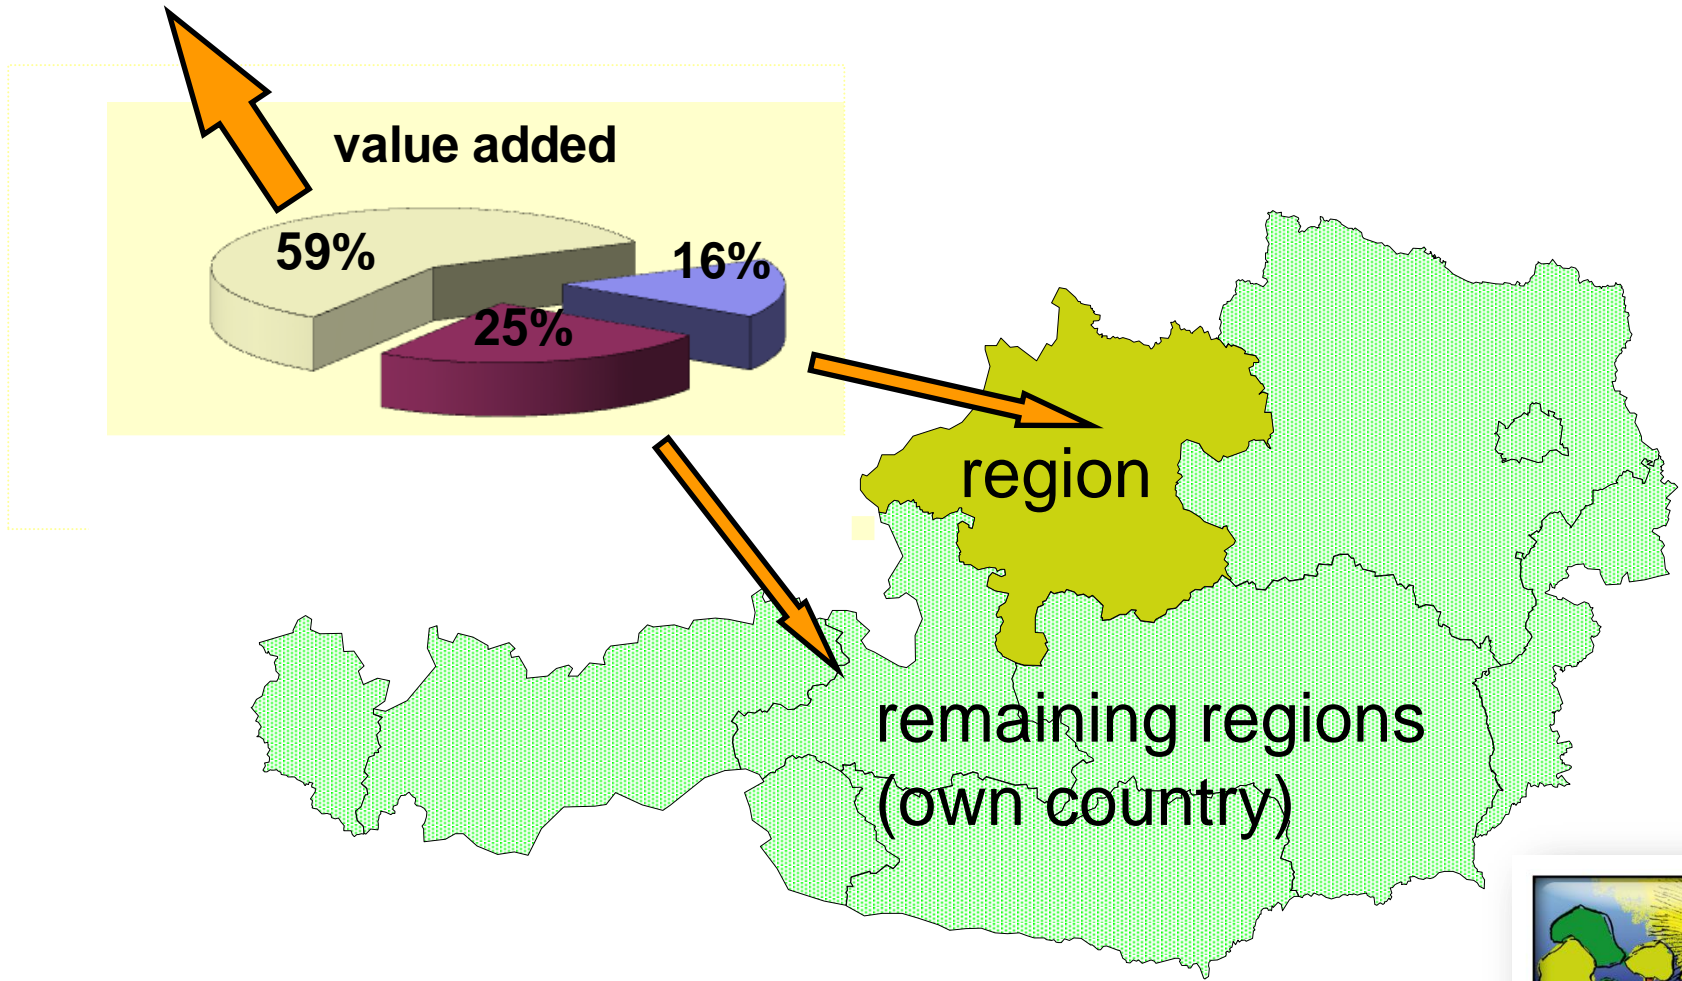 value added
59%
16%
25%
region
remaining regions
(own country)